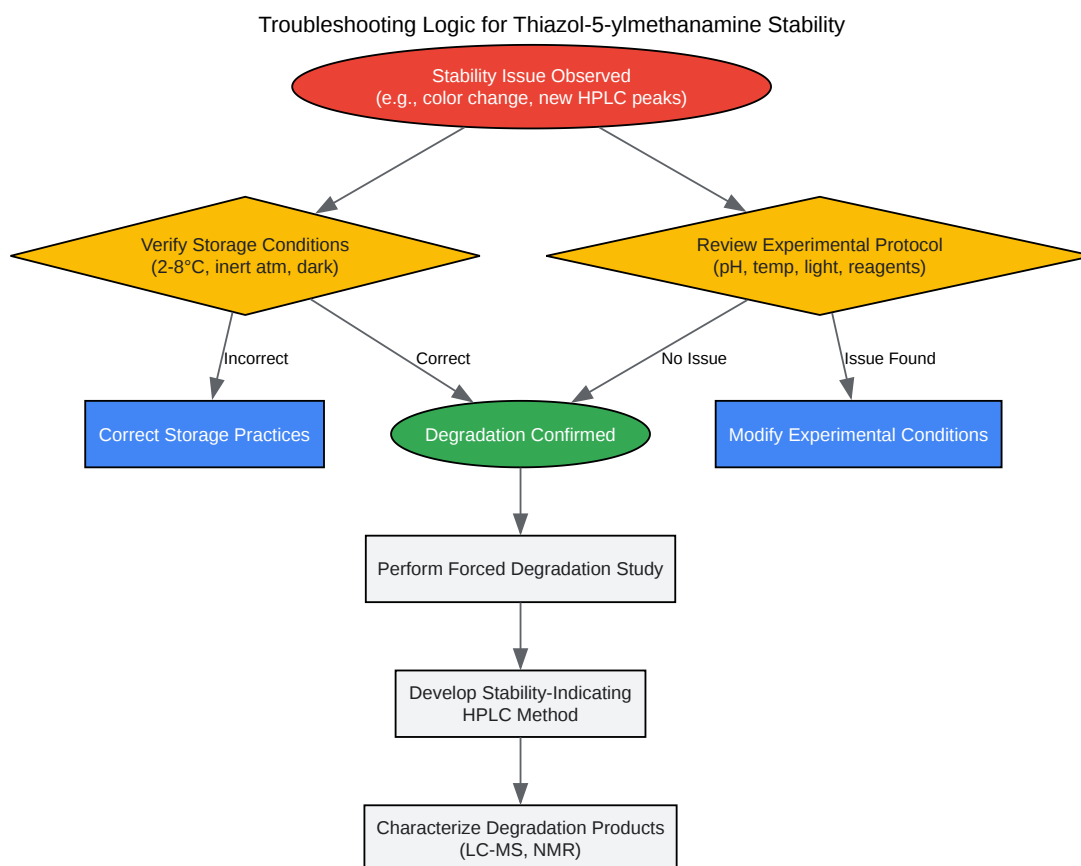 Troubleshooting Logic for Thiazol-5-ylmethanamine Stability
Stability Issue Observed
(e.g., color change, new HPLC peaks)
Verify Storage Conditions
(2-8°C, inert atm, dark)
Review Experimental Protocol
(pH, temp, light, reagents)
Incorrect
Correct
No Issue
Issue Found
Correct Storage Practices
Degradation Confirmed
Modify Experimental Conditions
Perform Forced Degradation Study
Develop Stability-Indicating
HPLC Method
Characterize Degradation Products
(LC-MS, NMR)